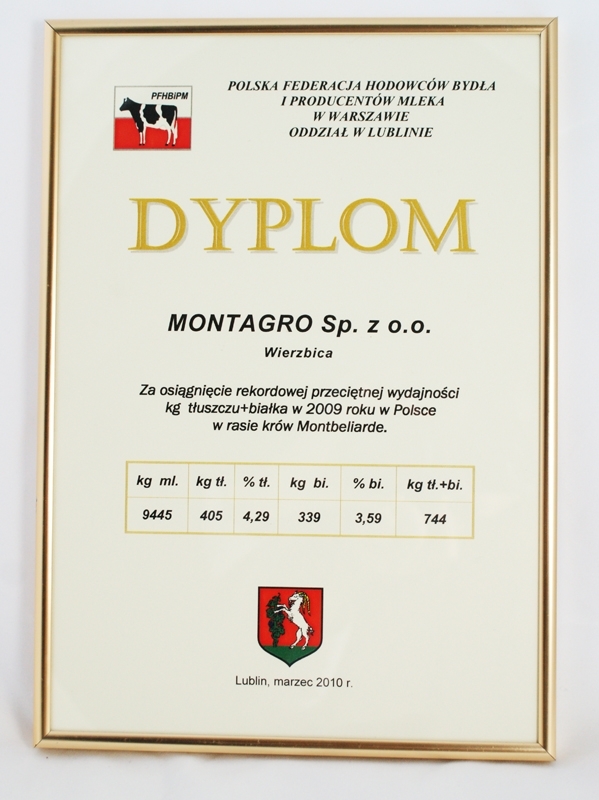 PFHBiPM
POLSKA FEDERACJA HODOWCÓW BYDŁA
I PRODUCENTÓW MLEKA
W WARSZAWIE
ODDZIAŁ W LUBLINIE
DYPLOM
MONTAGRO Sp. z o.o.
Wierzbica
Za osiągnięcie rekordowej przeciętnej wydajności
kg tłuszczu+białka w 2009 roku w Polsce
w rasie krów Montbeliarde.
kg ml. kg tł. % tł. kg bi. % bi. kg tł.+bi.
9445 405 4,29 339 3,59 744
Lublin, marzec 2010 r.